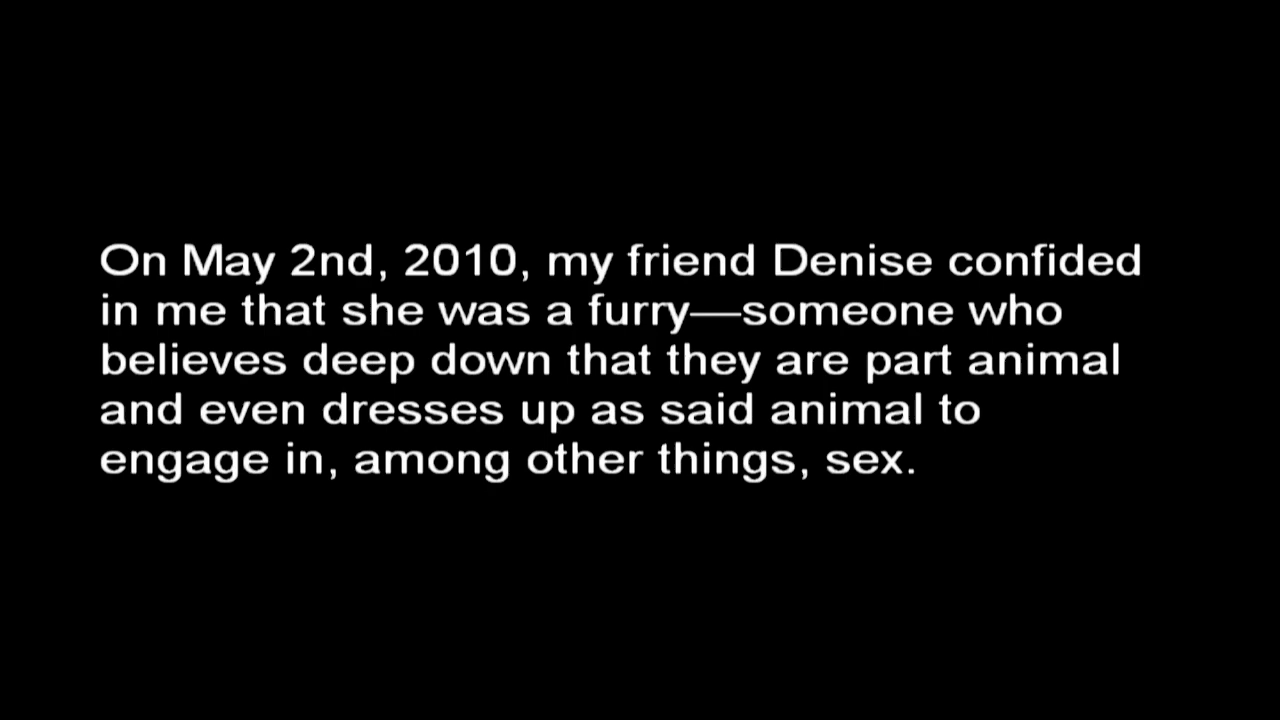 On May 2nd, 2010, my friend Denise confided
in me that she was a furry—someone who
believes deep down that they are part animal
and even dresses up as said animal to
engage in, among other things, sex.